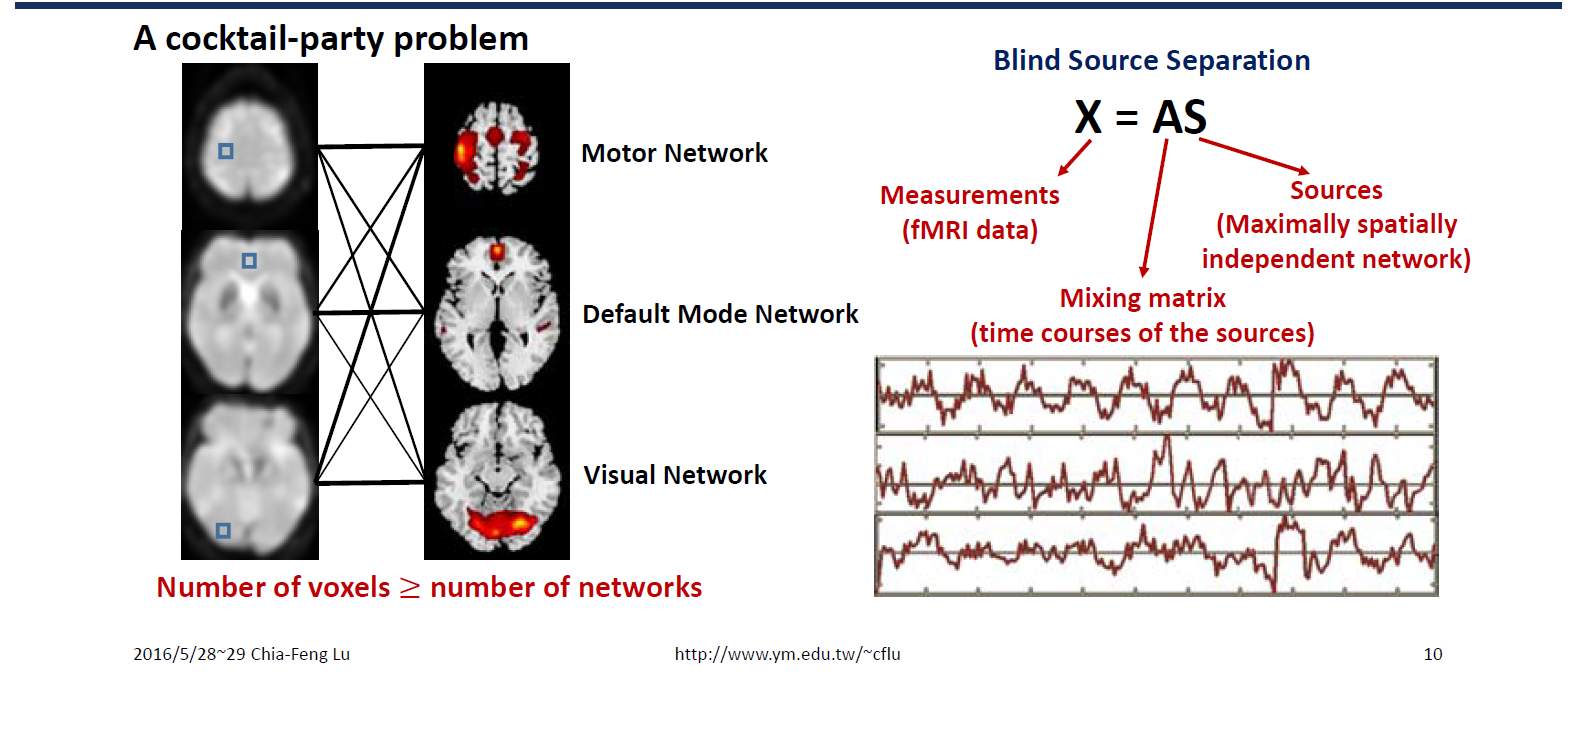 A cocktail-party problem
Motor Network
Default Mode Network
Visual Network
Number of voxels ≥ number of networks
Blind Source Separation
X = AS
Measurements
(fMRI data)
Sources
(Maximally spatially
independent network)
Mixing matrix
(time courses of the sources)
2016/5/28~29 Chia-Feng Lu
http://www.ym.edu.tw/~cflu
10